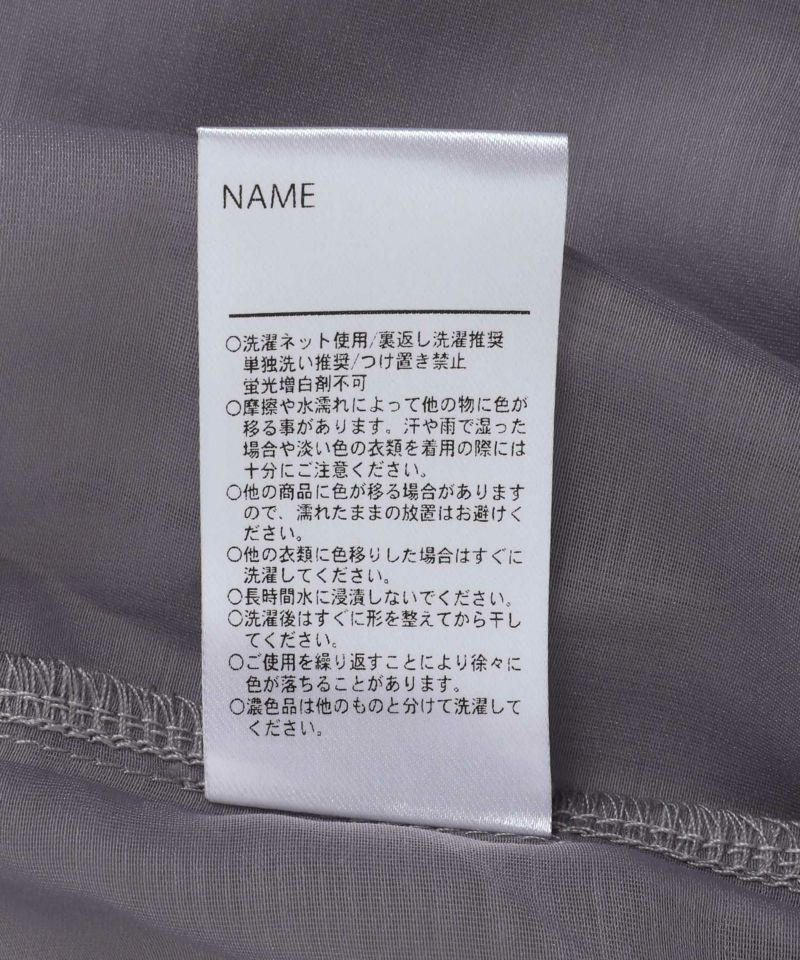 NAME
○洗濯ネット使用/裏返し洗濯推奨
単独洗い推奨/つけ置き禁止
蛍光増白剤不可
○摩擦や水濡れによって他の物に色が
移る事があります。汗や雨で湿った
場合や淡い色の衣類を着用の際には
十分にご注意ください。
○他の商品に色が移る場合があります
ので、濡れたままの放置はお避けく
ださい。
○他の衣類に色移りした場合はすぐに
洗濯してください。
○長時間水に浸漬しないでください。
○洗濯後はすぐに形を整えてから干し
てください。
○ご使用を繰り返すことにより徐々に
色が落ちることがあります。
○濃色品は他のものと分けて洗濯して
ください。